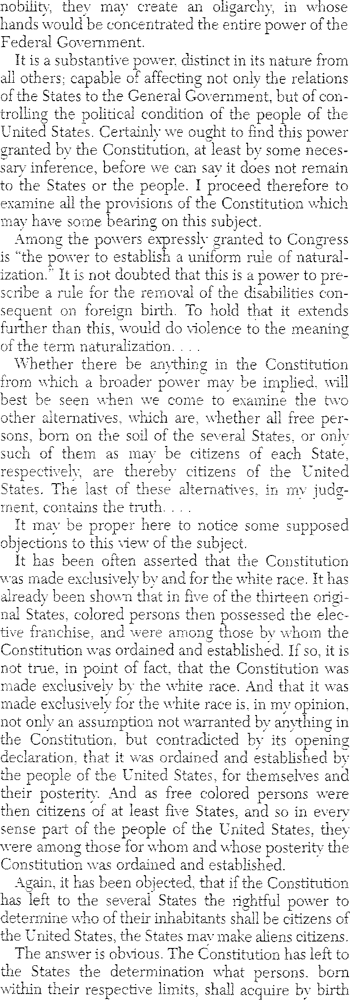 nobility, they may create an oligarchy, in whose
hands would be concentrated the entire power of the
Federal Government.
It is a substantive power, distinct in its nature from
all others; capable of affecting not only the relations
of the States to the General Government, but of con-
trolling the political condition of the people of the
United States. Certainly we ought to find this power
granted by the Constitution, at least by some neces-
sary inference, before we can say it does not remain
to the States or the people. I proceed therefore to
examine all the provisions of the Constitution which
may have some bearing on this subject.
Among the powers expressly granted to Congress
is “the power to establish a uniform rule of natural-
ization.” It is not doubted that this is a power to pre-
scribe a rule for the removal of the disabilities con-
sequent on foreign birth. To hold that it extends
further than this, would do violence to the meaning
of the term naturalization. . . .
Whether there be anything in the Constitution
from which a broader power may be implied, will
best be seen when we come to examine the two
other alternatives, which are, whether all free per-
sons, born on the soil of the several States, or only
such of them as may be citizens of each State,
respectively, are thereby citizens of the United
States. The last of these alternatives, in my judg-
ment, contains the truth. . . .
It may be proper here to notice some supposed
objections to this view of the subject.
It has been often asserted that the Constitution
was made exclusively by and for the white race. It has
already been shown that in five of the thirteen origi-
nal States, colored persons then possessed the elec-
tive franchise, and were among those by whom the
Constitution was ordained and established. If so, it is
not true, in point of fact, that the Constitution was
made exclusively by the white race. And that it was
made exclusively for the white race is, in my opinion,
not only an assumption not warranted by anything in
the Constitution, but contradicted by its opening
declaration, that it was ordained and established by
the people of the United States, for themselves and
their posterity. And as free colored persons were
then citizens of at least five States, and so in every
sense part of the people of the United States, they
were among those for whom and whose posterity the
Constitution was ordained and established.
Again, it has been objected, that if the Constitution
has left to the several States the rightful power to
determine who of their inhabitants shall be citizens of
the United States, the States may make aliens citizens.
The answer is obvious. The Constitution has left to
the States the determination what persons, born
within their respective limits, shall acquire by birth